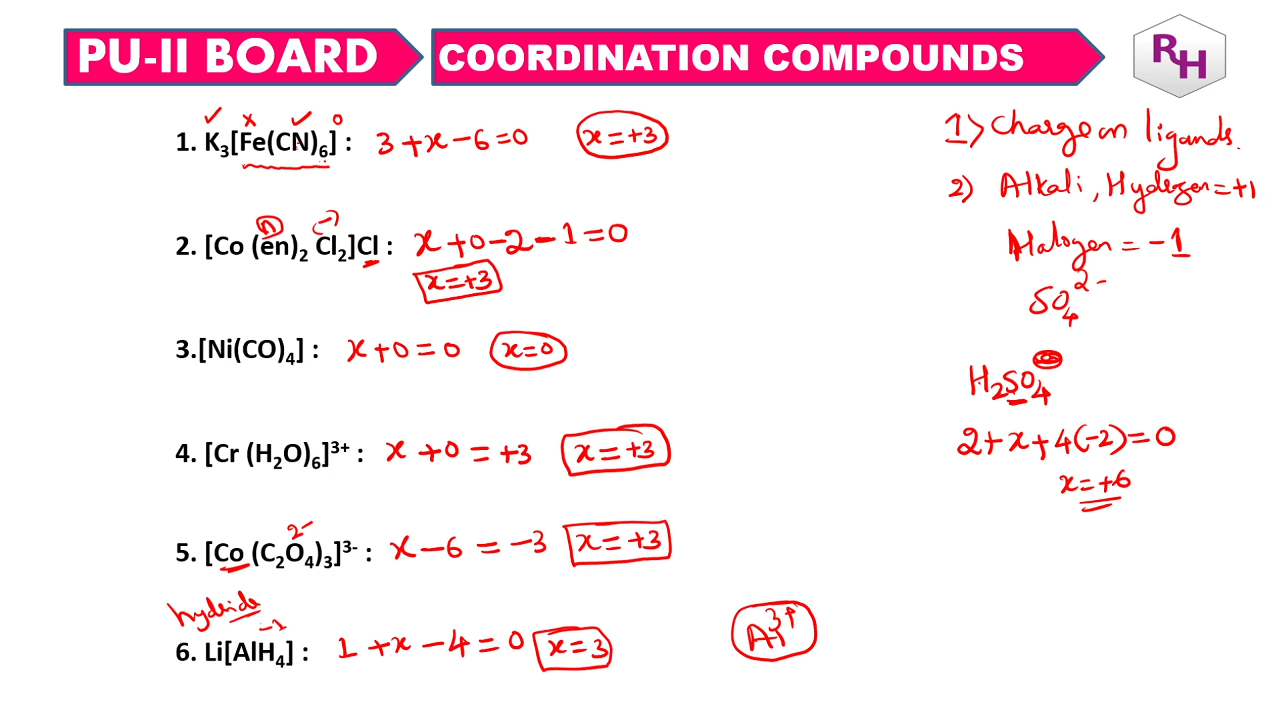 PU-II BOARD COORDINATION COMPOUNDS RH
1. K₃[Fe(CN)₆] : 3 + x - 6 = 0 x = +3
x 0
2. [Co (en)₂ Cl₂]Cl : x + 0 - 2 - 1 = 0
x = +3
3.[Ni(CO)₄] : x + 0 = 0 x = 0
4. [Cr (H₂O)₆]³⁺ : x + 0 = +3 x = +3
5. [Co (C₂O₄)₃]³⁻ : x - 6 = -3 x = +3
2-
hydride
-1
6. Li[AlH₄] : 1 + x - 4 = 0 x = 3
Al³⁺
1) Charge on ligands.
2) Alkali, Hydrogen = +1
Halogen = -1
SO₄²⁻
H₂SO₄
2 + x + 4(-2) = 0
x = +6